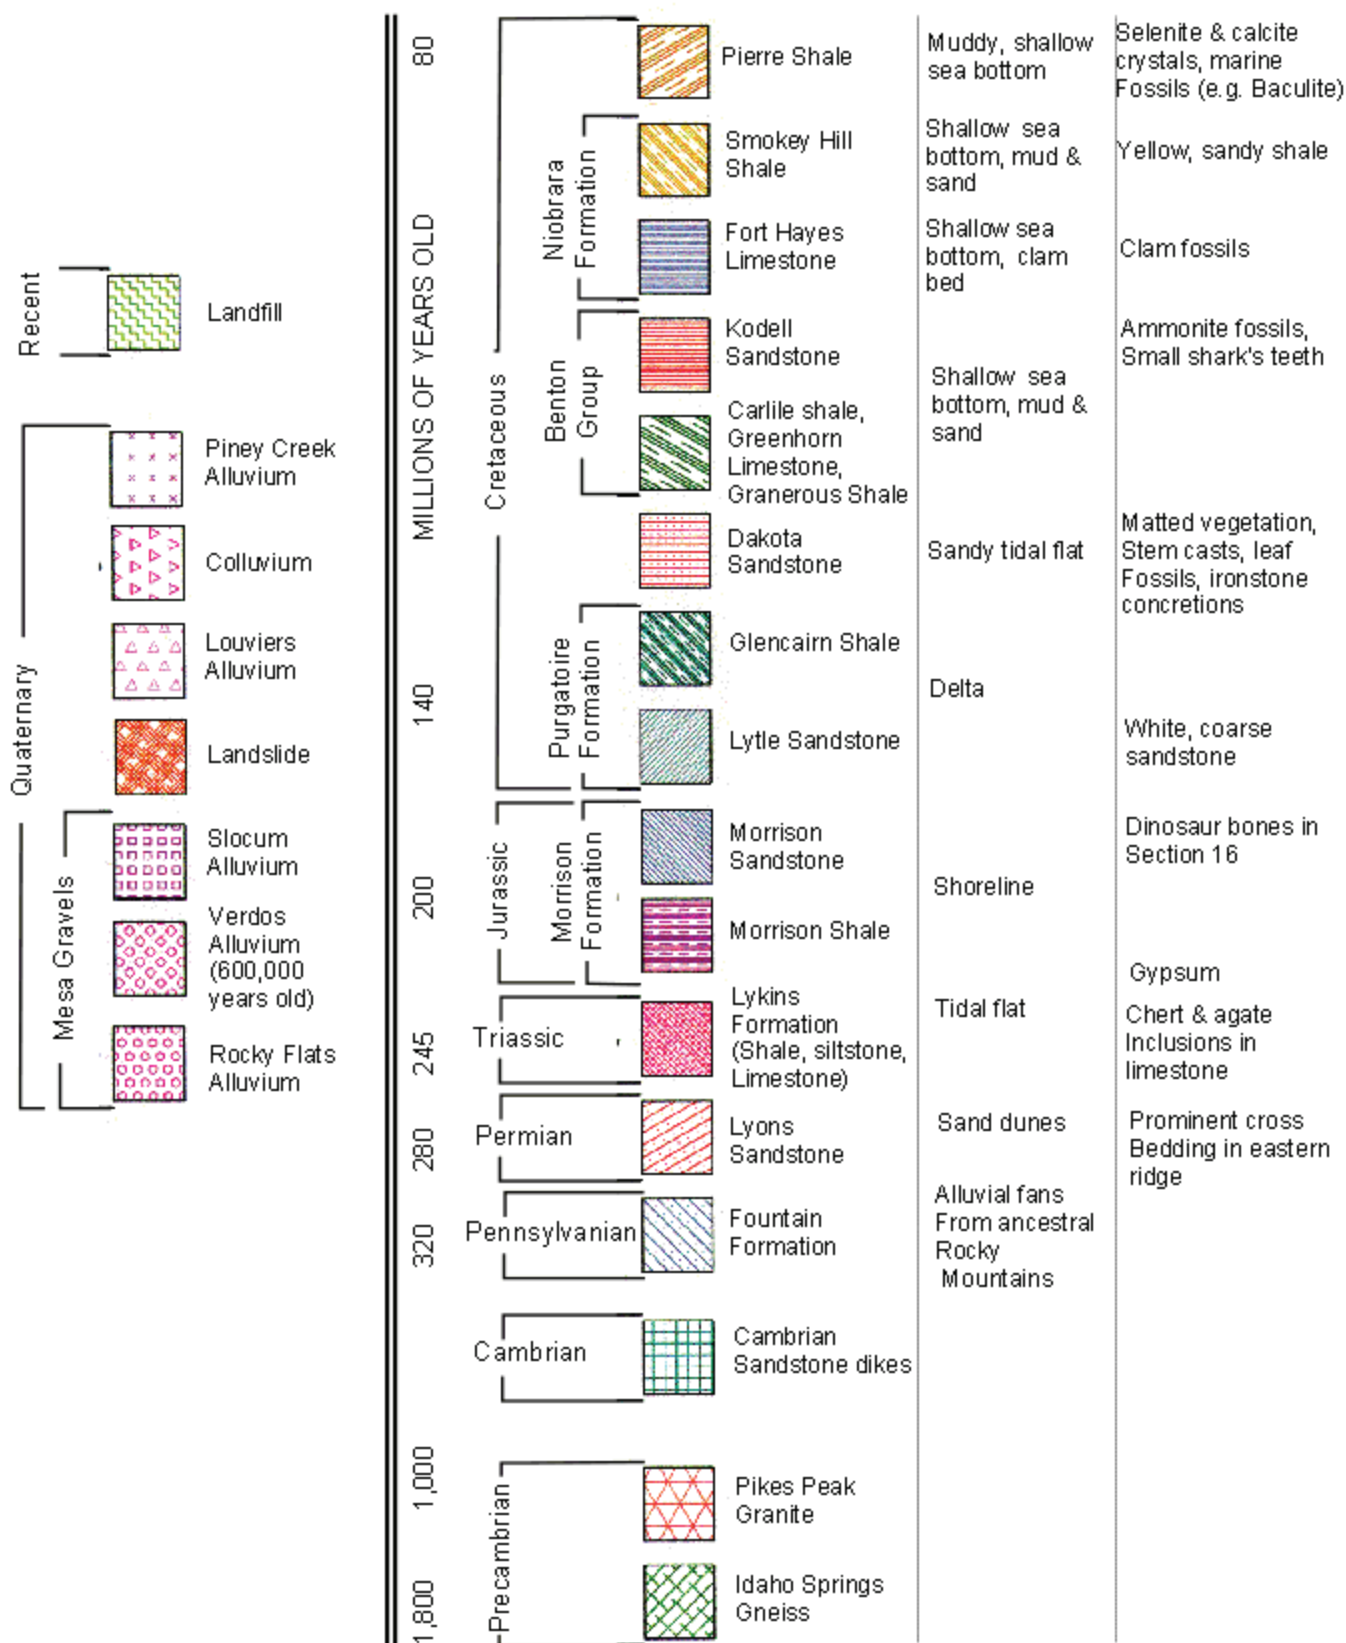 Recent
Landfill
Quaternary
Piney Creek
Alluvium
Colluvium
Louviers
Alluvium
Landslide
Mesa Gravels
Slocum
Alluvium
Verdos
Alluvium
(600,000
years old)
Rocky Flats
Alluvium
MILLIONS OF YEARS OLD
80
140
200
245
280
320
1,000
1,800
Cretaceous
Pierre Shale
Muddy, shallow
sea bottom
Selenite & calcite
crystals, marine
Fossils (e.g. Baculite)
Niobrara
Formation
Smokey Hill
Shale
Shallow sea
bottom, mud &
sand
Yellow, sandy shale
Fort Hayes
Limestone
Shallow sea
bottom, clam
bed
Clam fossils
Benton
Group
Kodell
Sandstone
Ammonite fossils,
Small shark's teeth
Shallow sea
bottom, mud &
sand
Carlile shale,
Greenhorn
Limestone,
Granerous Shale
Dakota
Sandstone
Sandy tidal flat
Matted vegetation,
Stem casts, leaf
Fossils, ironstone
concretions
Purgatoire
Formation
Glencairn Shale
Delta
Lytle Sandstone
White, coarse
sandstone
Jurassic
Morrison
Formation
Morrison
Sandstone
Dinosaur bones in
Section 16
Shoreline
Morrison Shale
Gypsum
Triassic
Lykins
Formation
(Shale, siltstone,
Limestone)
Tidal flat
Chert & agate
Inclusions in
limestone
Permian
Lyons
Sandstone
Sand dunes
Prominent cross
Bedding in eastern
ridge
Pennsylvanian
Fountain
Formation
Alluvial fans
From ancestral
Rocky
Mountains
Cambrian
Cambrian
Sandstone dikes
Precambrian
Pikes Peak
Granite
Idaho Springs
Gneiss